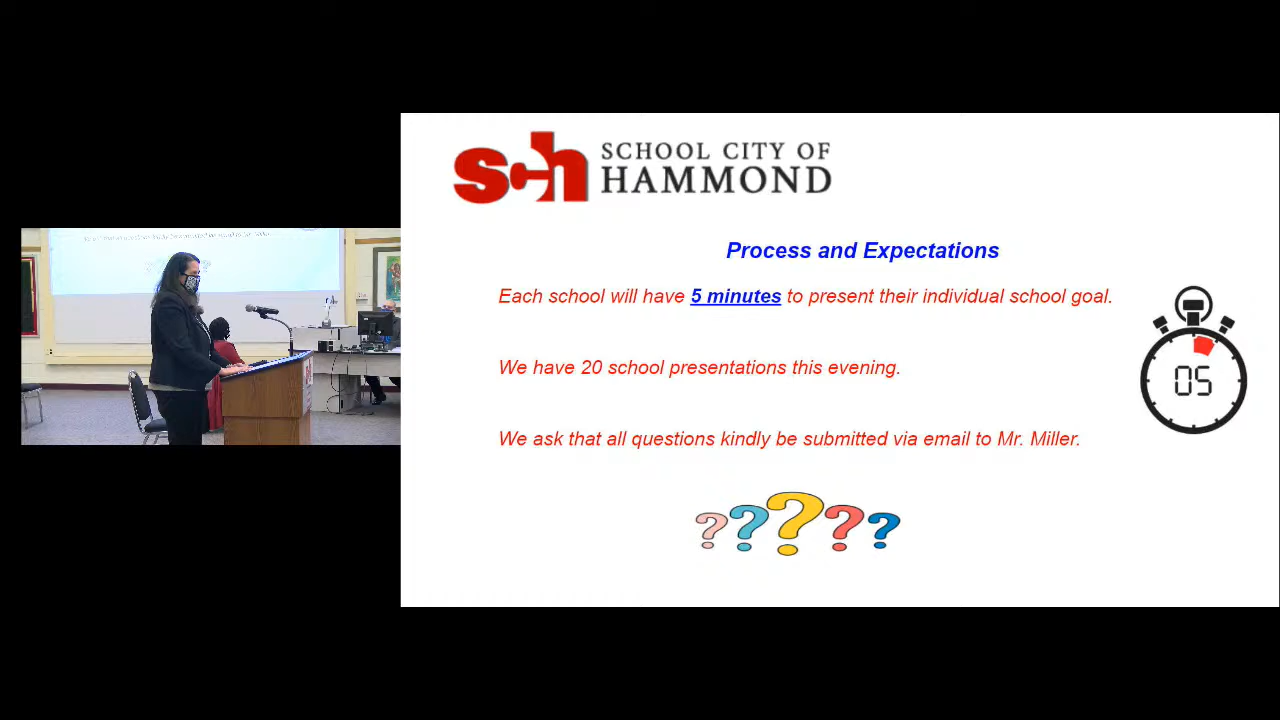 sch
SCHOOL CITY OF
HAMMOND
Process and Expectations
Each school will have 5 minutes to present their individual school goal.
We have 20 school presentations this evening.
05
We ask that all questions kindly be submitted via email to Mr. Miller.
? ? ? ? ?